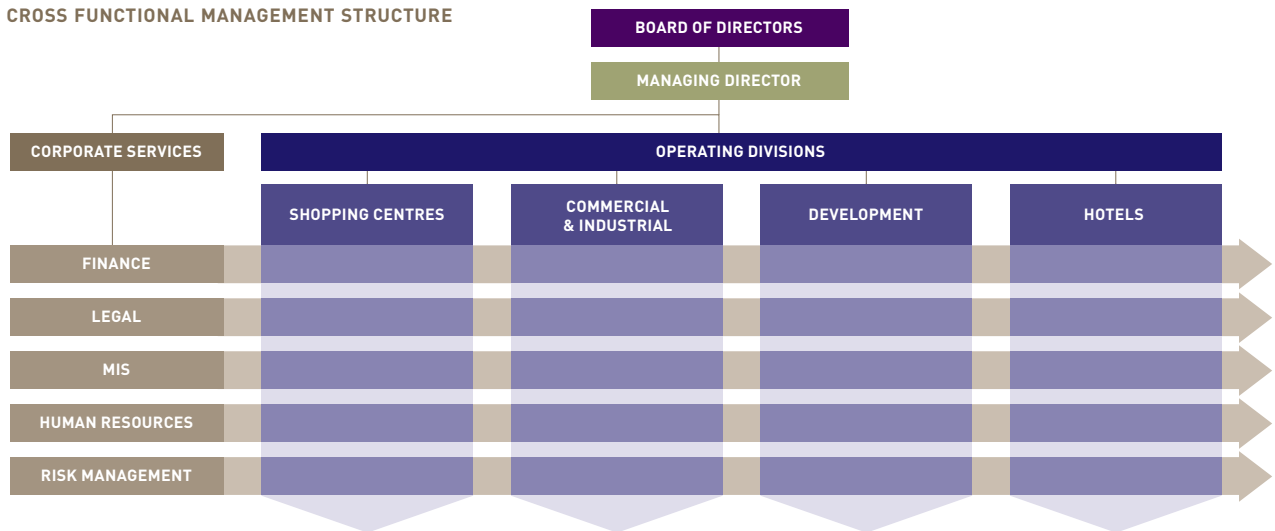 CROSS FUNCTIONAL MANAGEMENT STRUCTURE
BOARD OF DIRECTORS
MANAGING DIRECTOR
CORPORATE SERVICES
OPERATING DIVISIONS
SHOPPING CENTRES
COMMERCIAL
& INDUSTRIAL
DEVELOPMENT
HOTELS
FINANCE
LEGAL
MIS
HUMAN RESOURCES
RISK MANAGEMENT